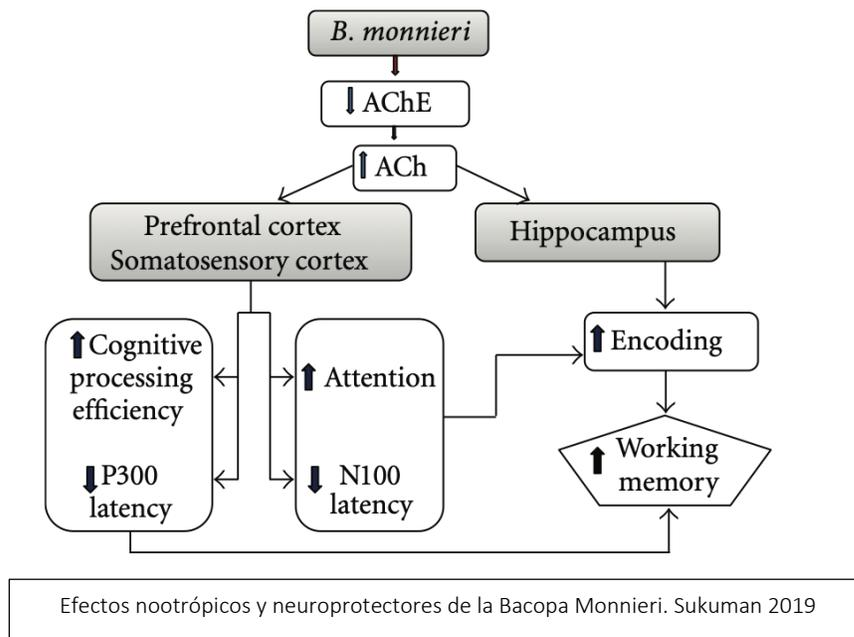 B. monnieri
AChE
ACh
Prefrontal cortex
Somatosensory cortex
Hippocampus
Cognitive
processing
efficiency
P300
latency
Attention
N100
latency
Encoding
Working
memory
Efectos nootrópicos y neuroprotectores de la Bacopa Monnieri. Sukuman 2019